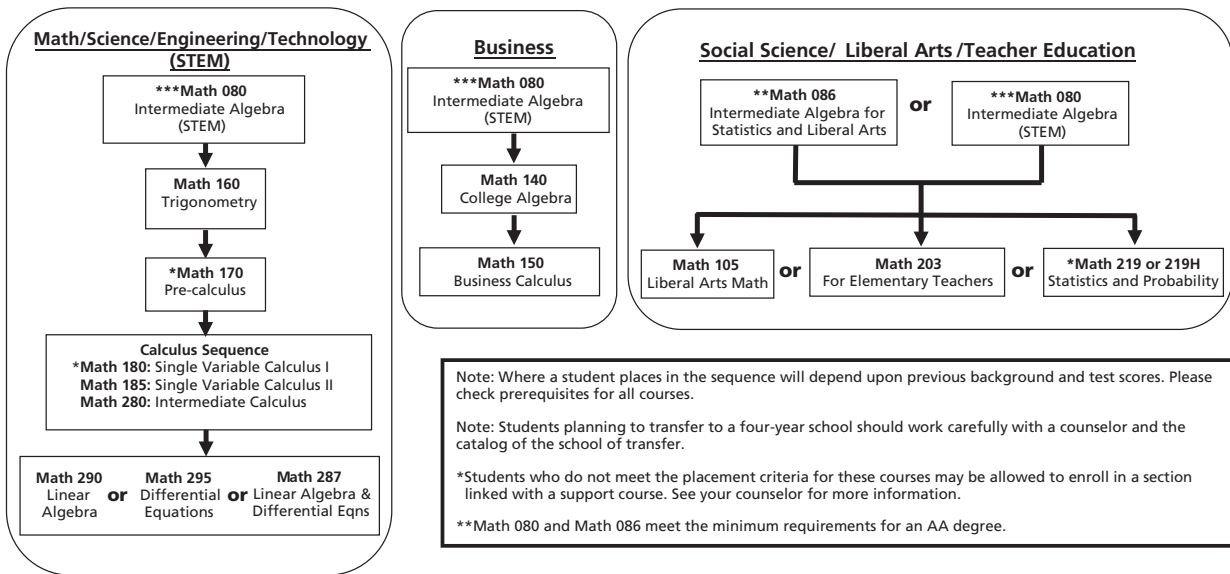 Math/Science/Engineering/Technology
(STEM)
***Math 080
Intermediate Algebra
(STEM)
Math 160
Trigonometry
*Math 170
Pre-calculus
Calculus Sequence
*Math 180: Single Variable Calculus I
Math 185: Single Variable Calculus II
Math 280: Intermediate Calculus
Math 290
Linear
Algebra
or
Math 295
Differential
Equations
or
Math 287
Linear Algebra &
Differential Eqns
Business
***Math 080
Intermediate Algebra
(STEM)
Math 140
College Algebra
Math 150
Business Calculus
Social Science/ Liberal Arts /Teacher Education
**Math 086
Intermediate Algebra for
Statistics and Liberal Arts
or
***Math 080
Intermediate Algebra
(STEM)
Math 105
Liberal Arts Math
or
Math 203
For Elementary Teachers
or
*Math 219 or 219H
Statistics and Probability
Note: Where a student places in the sequence will depend upon previous background and test scores. Please
check prerequisites for all courses.
Note: Students planning to transfer to a four-year school should work carefully with a counselor and the
catalog of the school of transfer.
*Students who do not meet the placement criteria for these courses may be allowed to enroll in a section
linked with a support course. See your counselor for more information.
**Math 080 and Math 086 meet the minimum requirements for an AA degree.